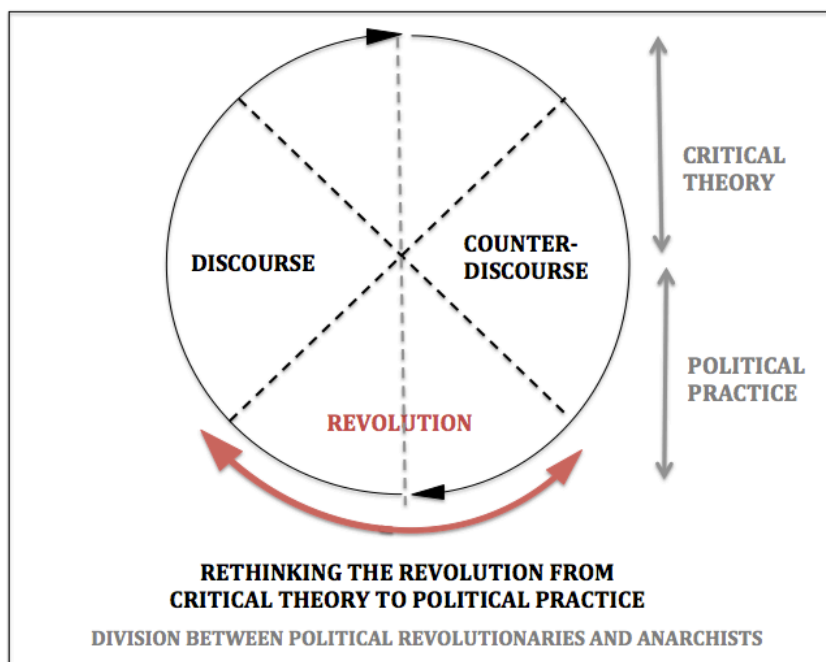 CRITICAL
THEORY
DISCOURSE
COUNTER-
DISCOURSE
POLITICAL
PRACTICE
REVOLUTION
RETHINKING THE REVOLUTION FROM
CRITICAL THEORY TO POLITICAL PRACTICE
DIVISION BETWEEN POLITICAL REVOLUTIONARIES AND ANARCHISTS